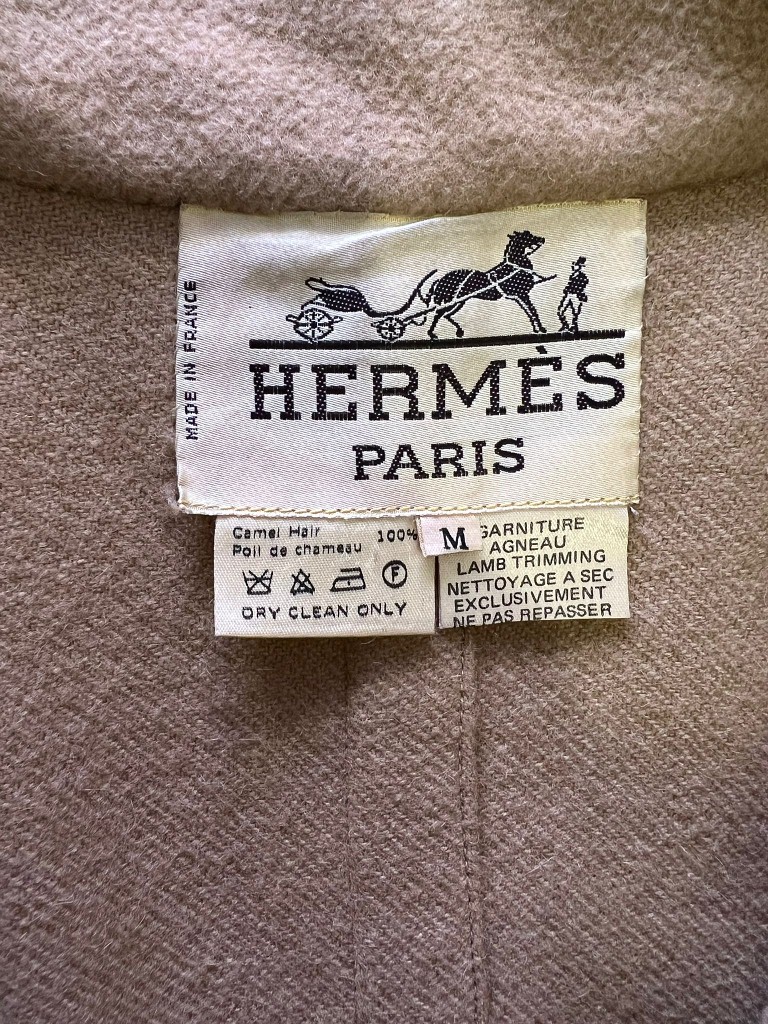 MADE IN FRANCE
HERMÈS
PARIS
Camel Hair 100%
Poil de chameau
F
DRY CLEAN ONLY
M
GARNITURE
AGNEAU
LAMB TRIMMING
NETTOYAGE A SEC
EXCLUSIVEMENT
NE PAS REPASSER